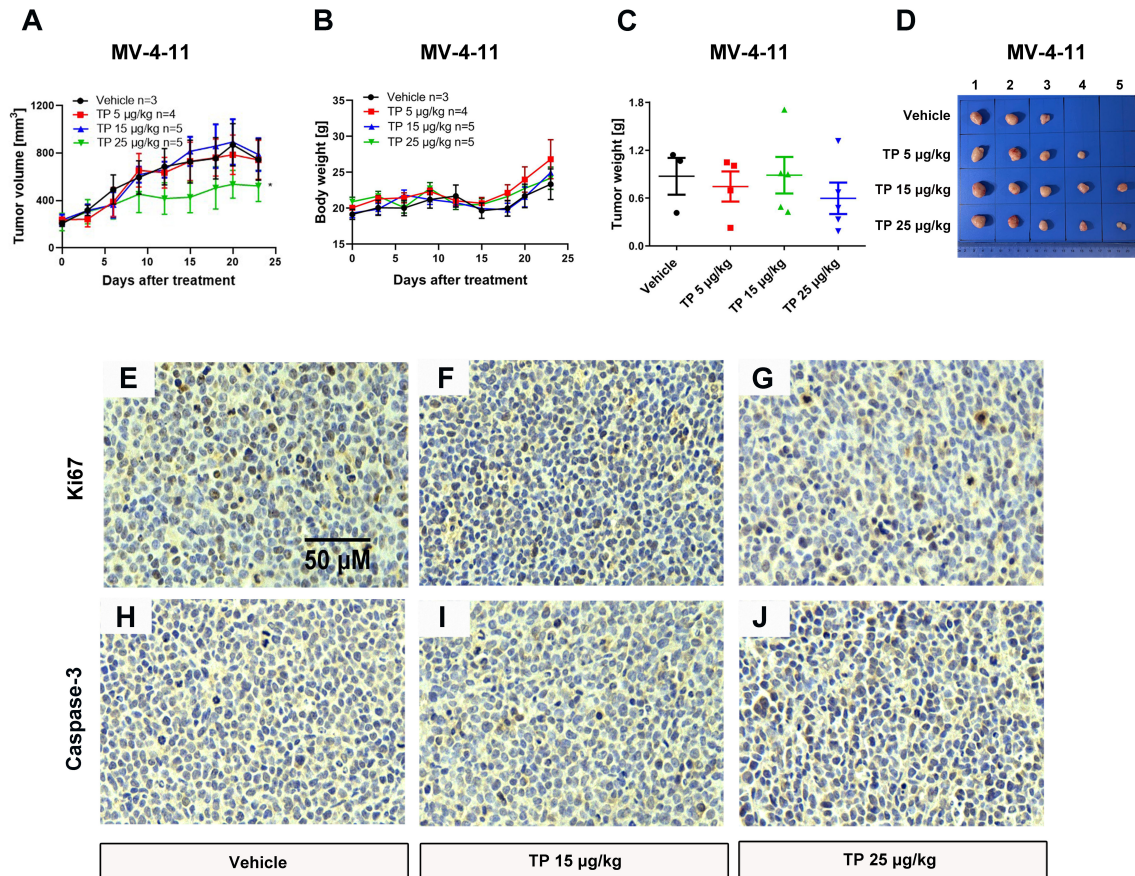 A
B
C
D
MV-4-11
MV-4-11
MV-4-11
MV-4-11
Vehicle n=3
TP 5 µg/kg n=4
TP 15 µg/kg n=5
TP 25 µg/kg n=5
Tumor volume [mm³]
1200
800
400
0
0 5 10 15 20 25
Days after treatment
*
Vehicle n=3
TP 5 µg/kg n=4
TP 15 µg/kg n=5
TP 25 µg/kg n=5
Body weight [g]
35
30
25
20
15
0 5 10 15 20 25
Days after treatment
Tumor weight [g]
1.8
1.2
0.6
0.0
Vehicle
TP 5 µg/kg
TP 15 µg/kg
TP 25 µg/kg
1 2 3 4 5
Vehicle
TP 5 µg/kg
TP 15 µg/kg
TP 25 µg/kg
E
F
G
Ki67
50 µM
H
I
J
Caspase-3
Vehicle
TP 15 µg/kg
TP 25 µg/kg